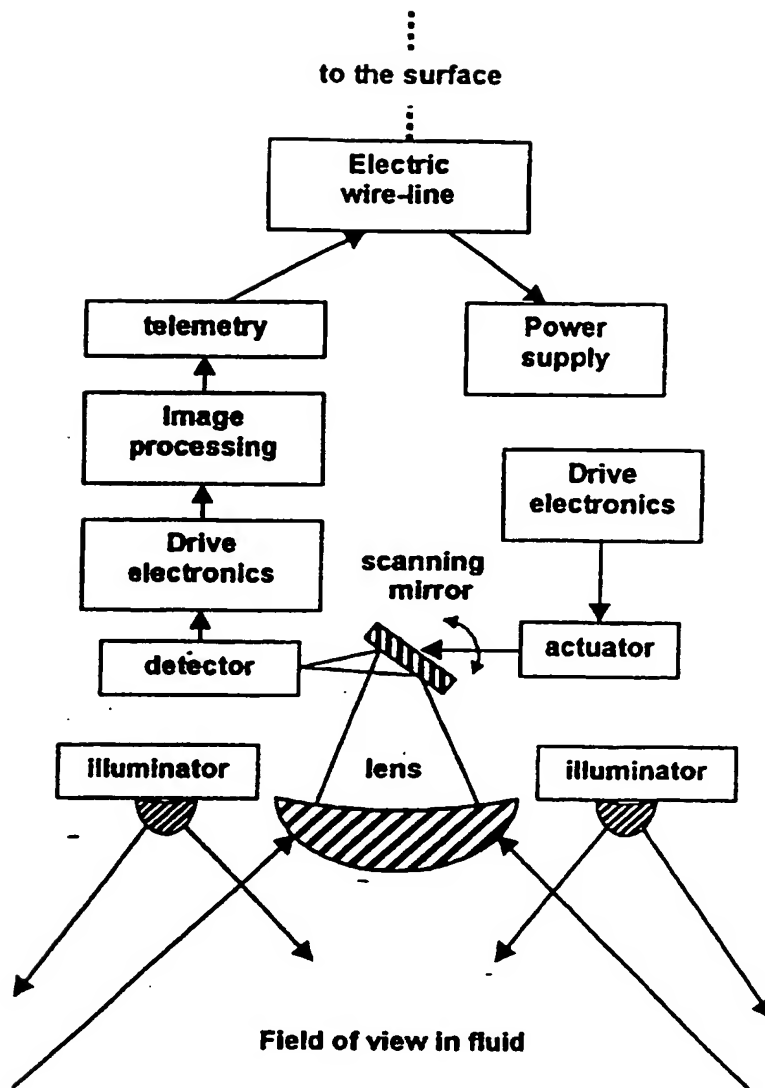 to the surface
Electric
wire-line
telemetry
Power
supply
Image
processing
Drive
electronics
Drive
electronics
scanning
mirror
detector
actuator
illuminator
lens
illuminator
Field of view in fluid